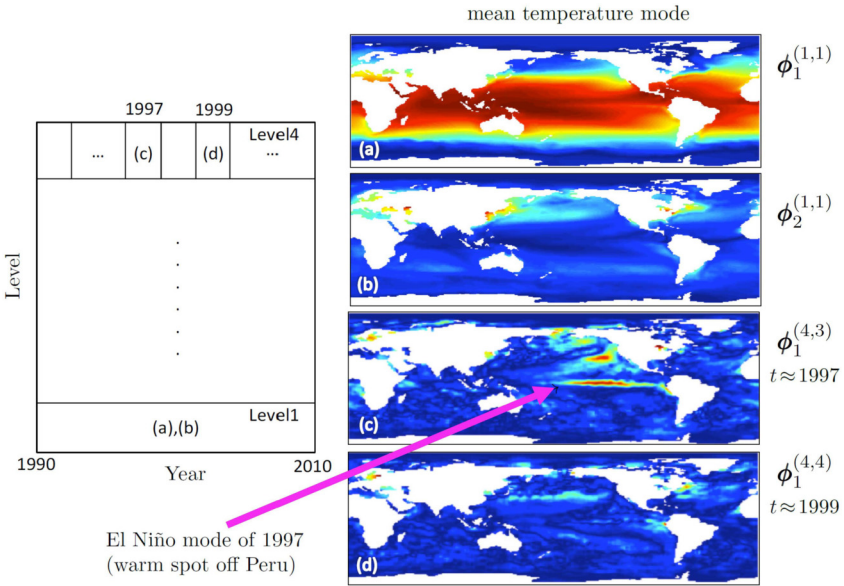 mean temperature mode
ϕ₁^(1,1)
(a)
ϕ₂^(1,1)
(b)
ϕ₁^(4,3)
t≈1997
(c)
ϕ₁^(4,4)
t≈1999
(d)
1997
1999
Level4
...
(c)
(d)
...
Level
Level1
(a),(b)
1990
Year
2010
El Niño mode of 1997
(warm spot off Peru)